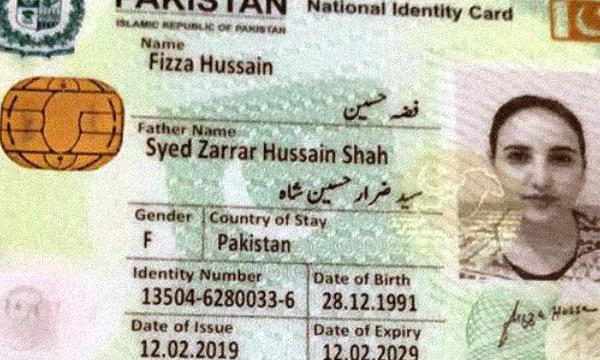 PAKISTAN National Identity Card
ISLAMIC REPUBLIC OF PAKISTAN
Name
Fizza Hussain
فضہ حسین
Father Name
Syed Zarrar Hussain Shah
سید ضرار حسین شاہ
Gender Country of Stay
F Pakistan
Identity Number Date of Birth
13504-6280033-6 28.12.1991
Date of Issue Date of Expiry
12.02.2019 12.02.2029
Fizza Hussa